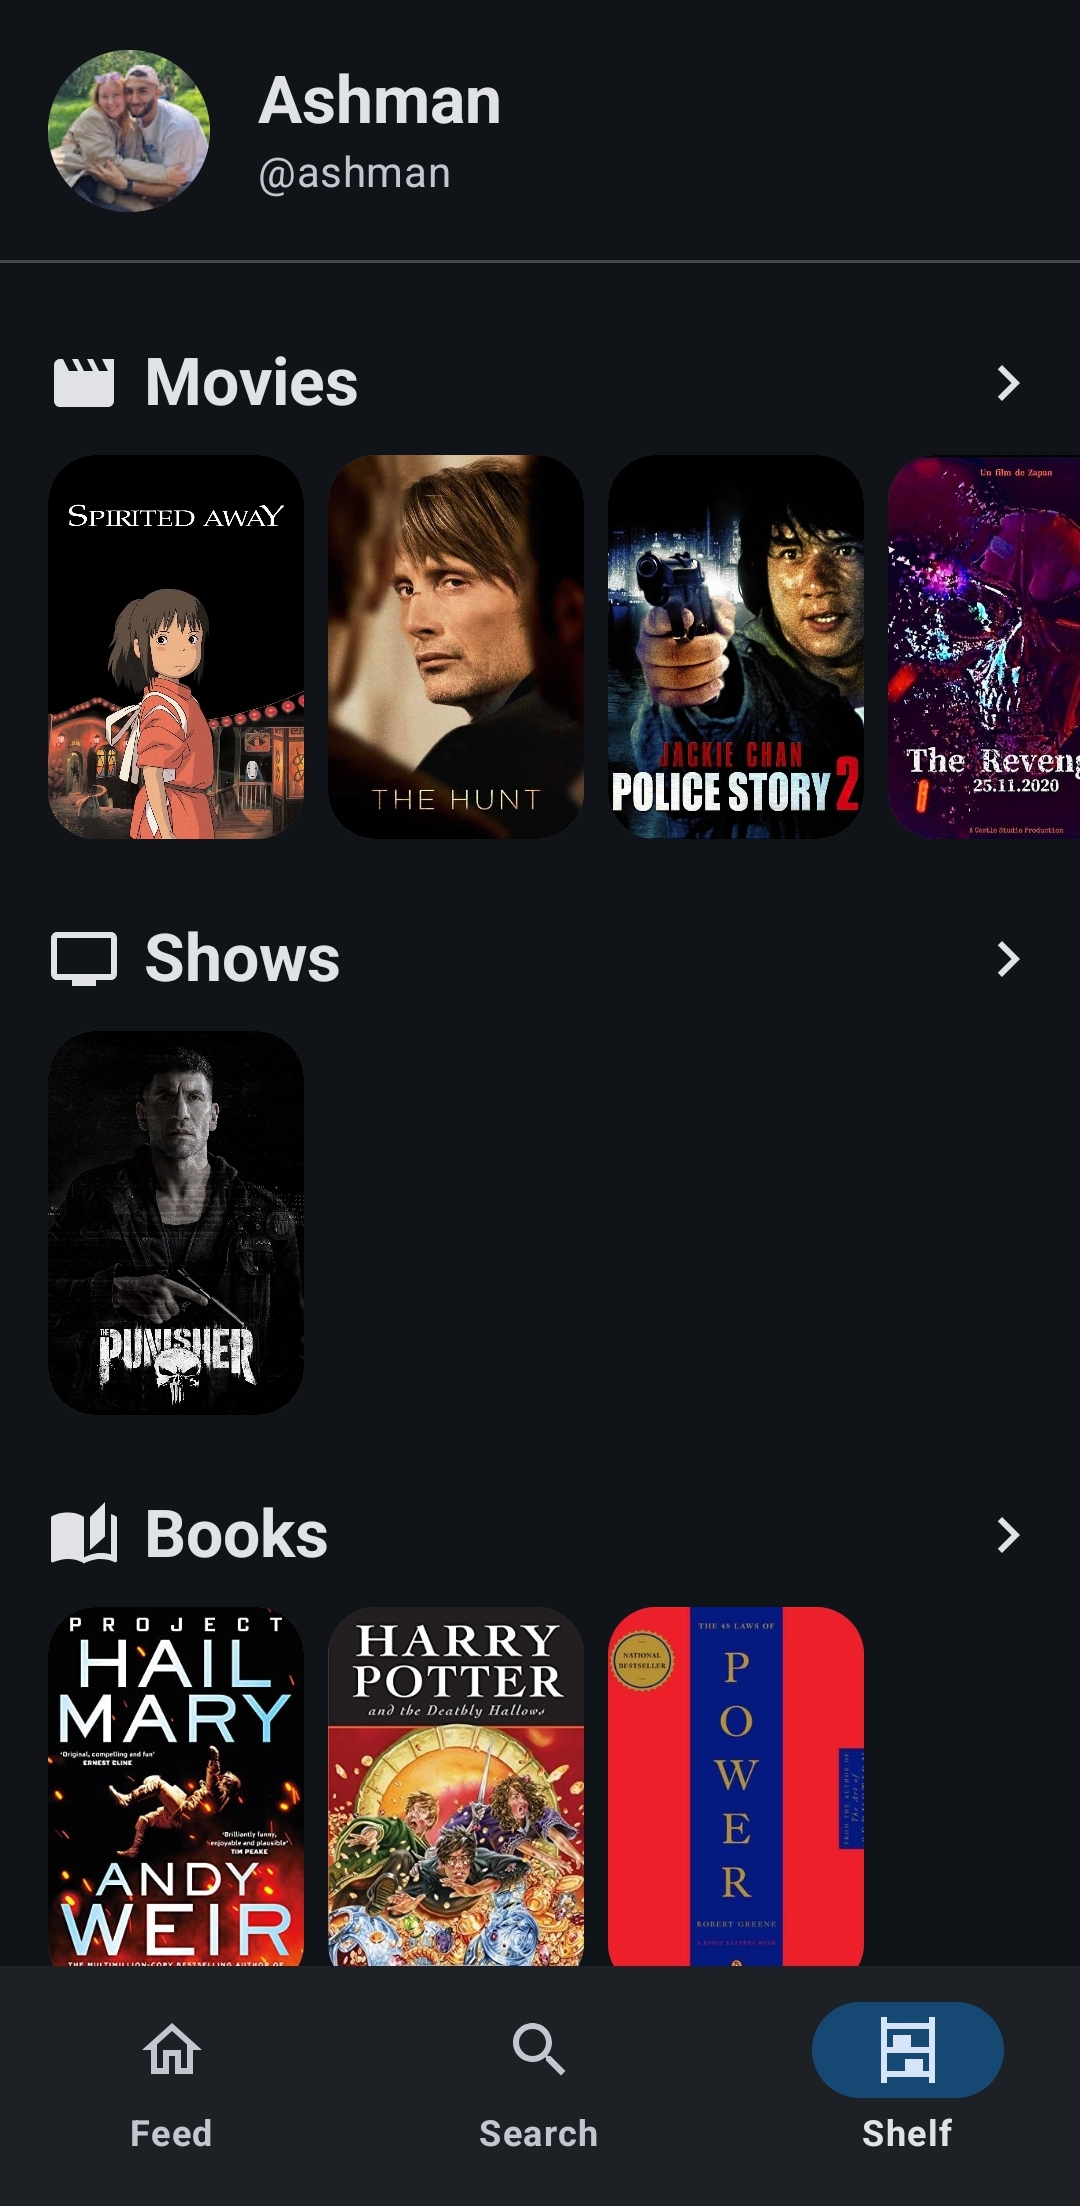 Ashman
@ashman
Movies
SPIRITED AWAY
THE HUNT
JACKIE CHAN
POLICE STORY 2
Un film de Zapan
The Reveng
25.11.2020
A Castle Studio Production
Shows
THE
PUNISHER
Books
PROJECT
HAIL
MARY
'Original, compelling and fun'
ERNEST CLINE
'Brilliantly funny,
enjoyable and plausible'
TIM PEAKE
ANDY
WEIR
THE MULTIMILLION-COPY BESTSELLING AUTHOR OF
HARRY
POTTER
and the Deathly Hallows
NATIONAL
BESTSELLER
THE 48 LAWS OF
POWER
ROBERT GREENE
A JOOST ELFFERS BOOK
FROM THE AUTHOR OF
The Art of
Feed
Search
Shelf